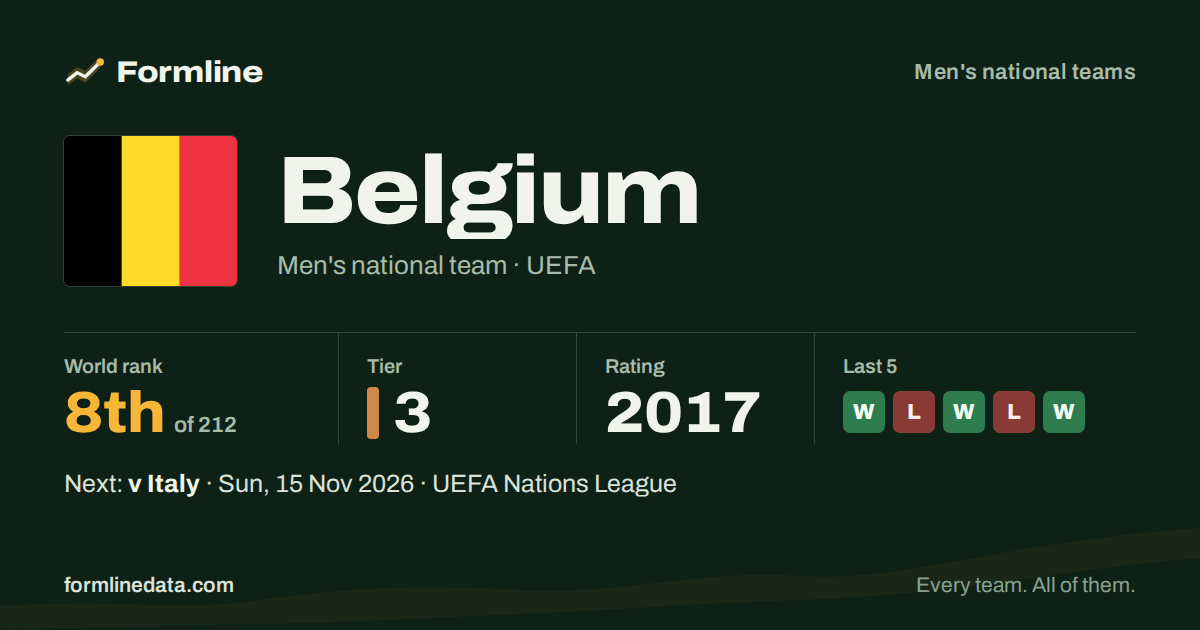 Formline
Men's national teams
Belgium
Men's national team · UEFA
World rank
8th of 212
Tier
3
Rating
2017
Last 5
W L W L W
Next: v Italy · Sun, 15 Nov 2026 · UEFA Nations League
formlinedata.com
Every team. All of them.